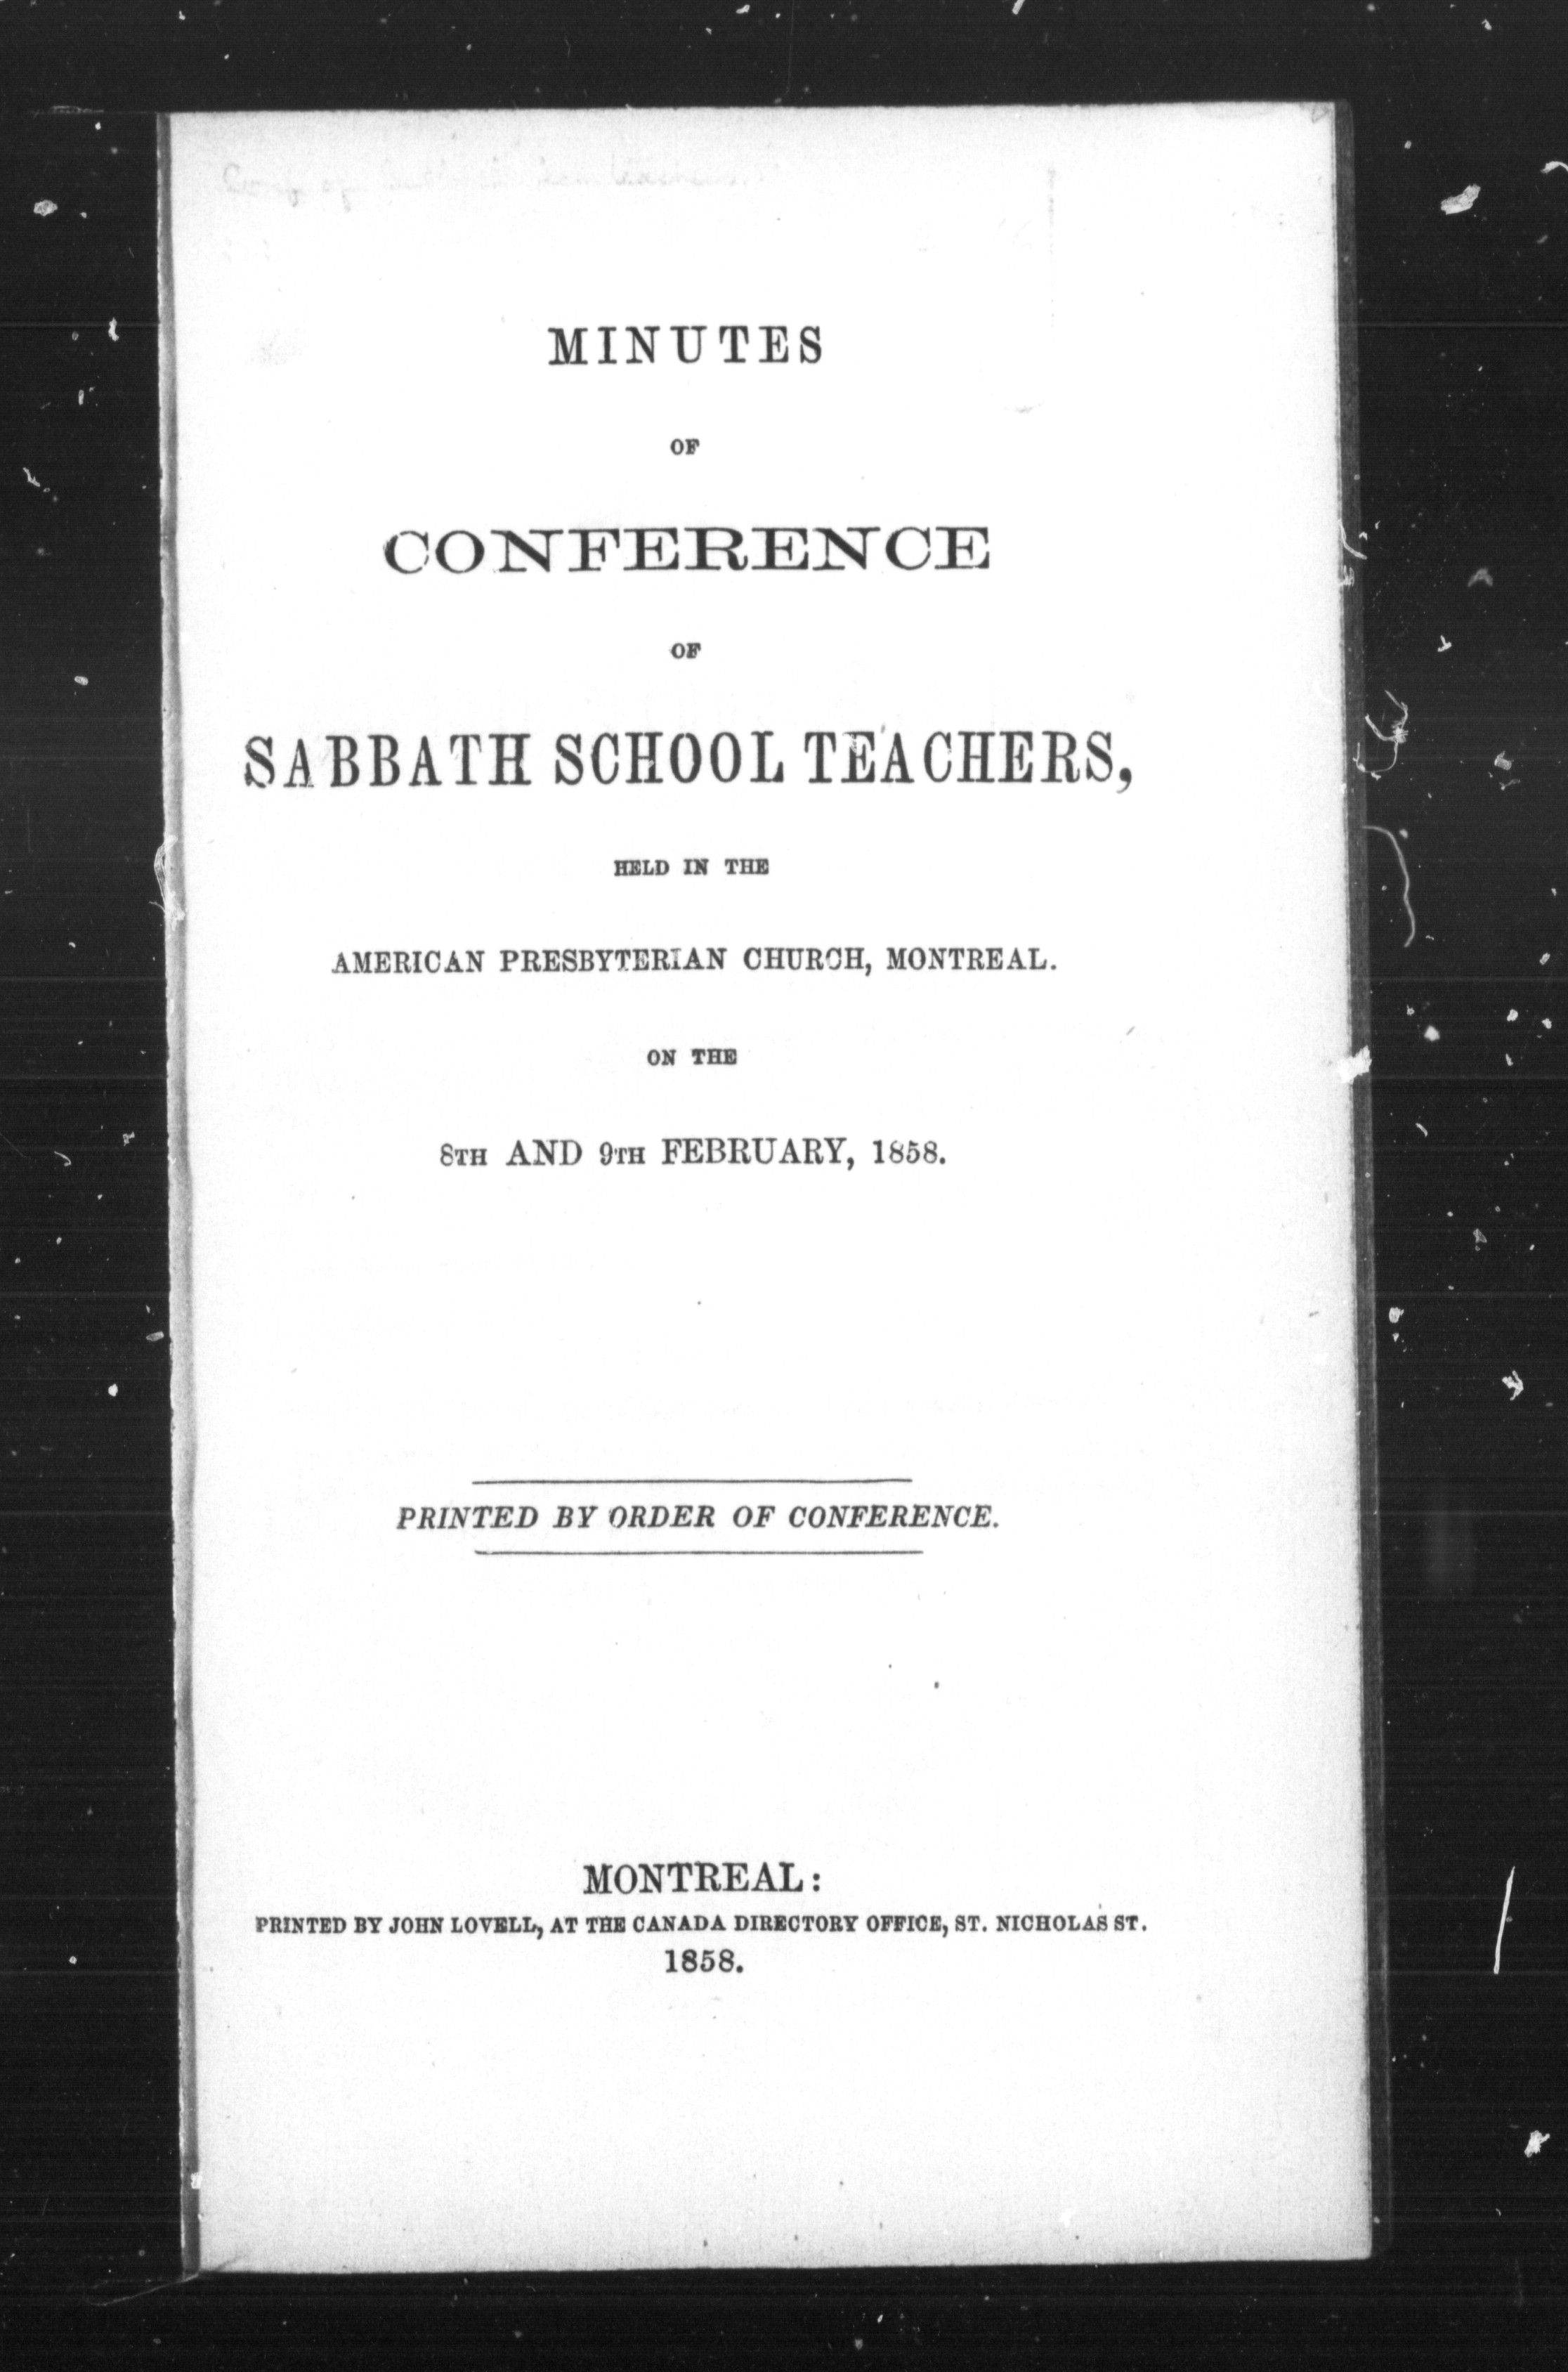 MINUTES
OF
CONFERENCE
OF
SABBATH SCHOOL TEACHERS,
HELD IN THE
AMERICAN PRESBYTERIAN CHURCH, MONTREAL.
ON THE
8TH AND 9TH FEBRUARY, 1858.
PRINTED BY ORDER OF CONFERENCE.
MONTREAL:
PRINTED BY JOHN LOVELL, AT THE CANADA DIRECTORY OFFICE, ST. NICHOLAS ST.
1858.